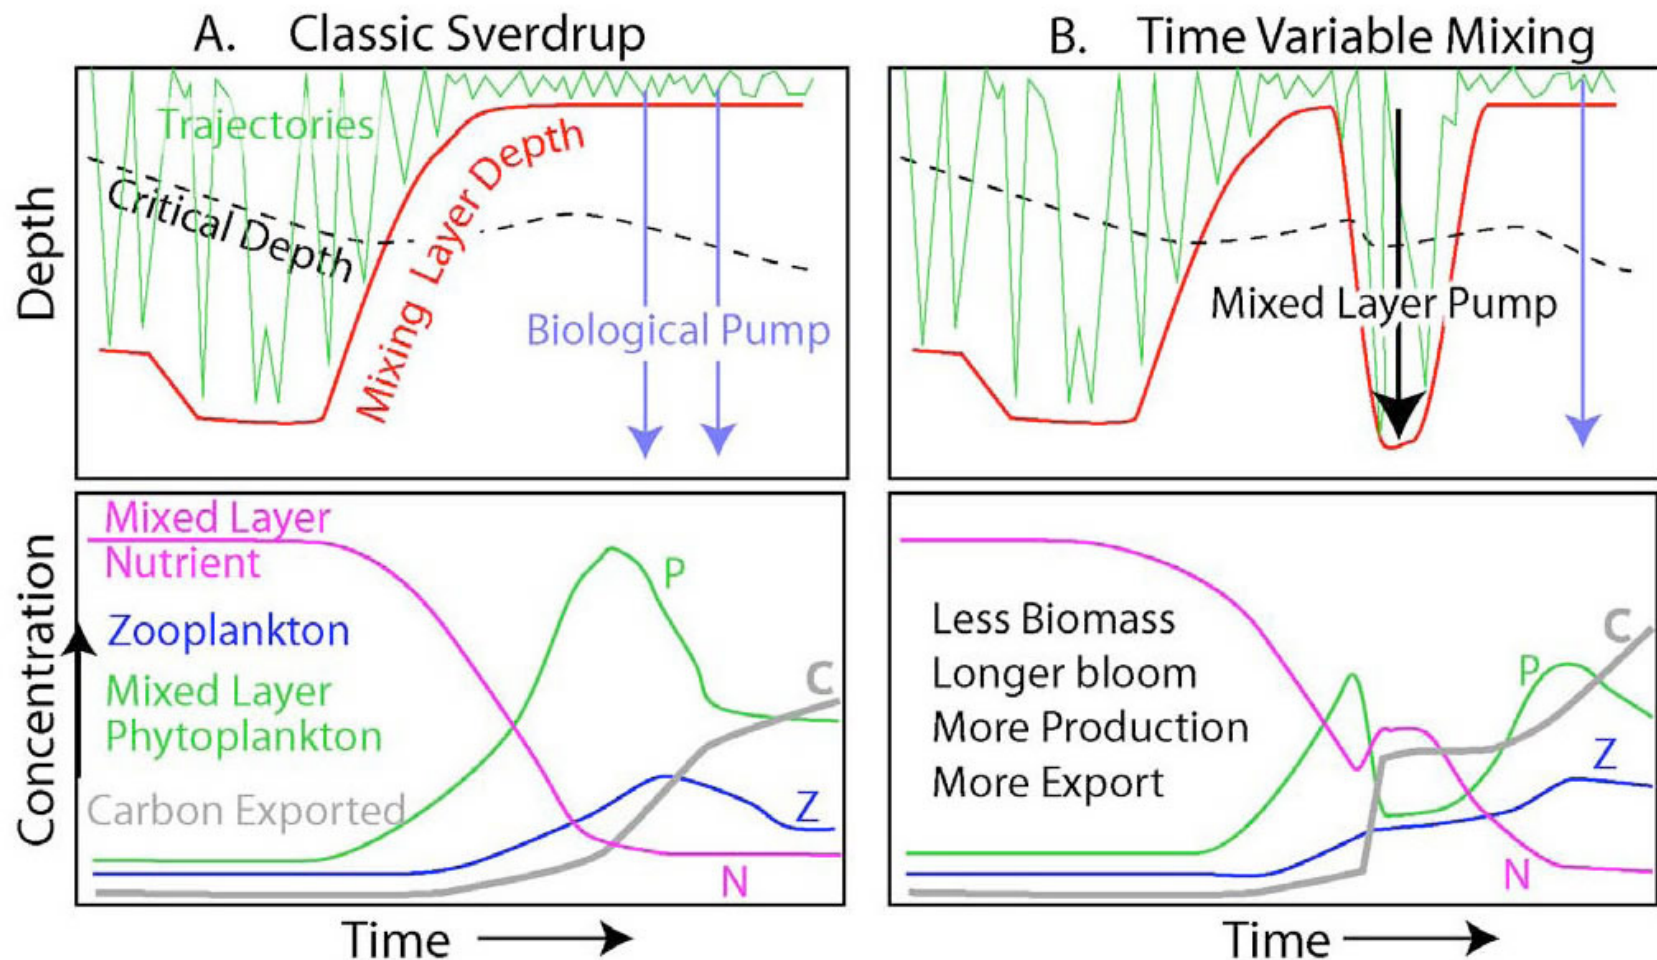 A. Classic Sverdrup
B. Time Variable Mixing
Depth
Trajectories
Critical Depth
Mixing Layer Depth
Biological Pump
Mixed Layer Pump
Concentration
Mixed Layer
Nutrient
Zooplankton
Mixed Layer
Phytoplankton
Carbon Exported
P
C
Z
N
Less Biomass
Longer bloom
More Production
More Export
C
P
Z
N
Time
Time